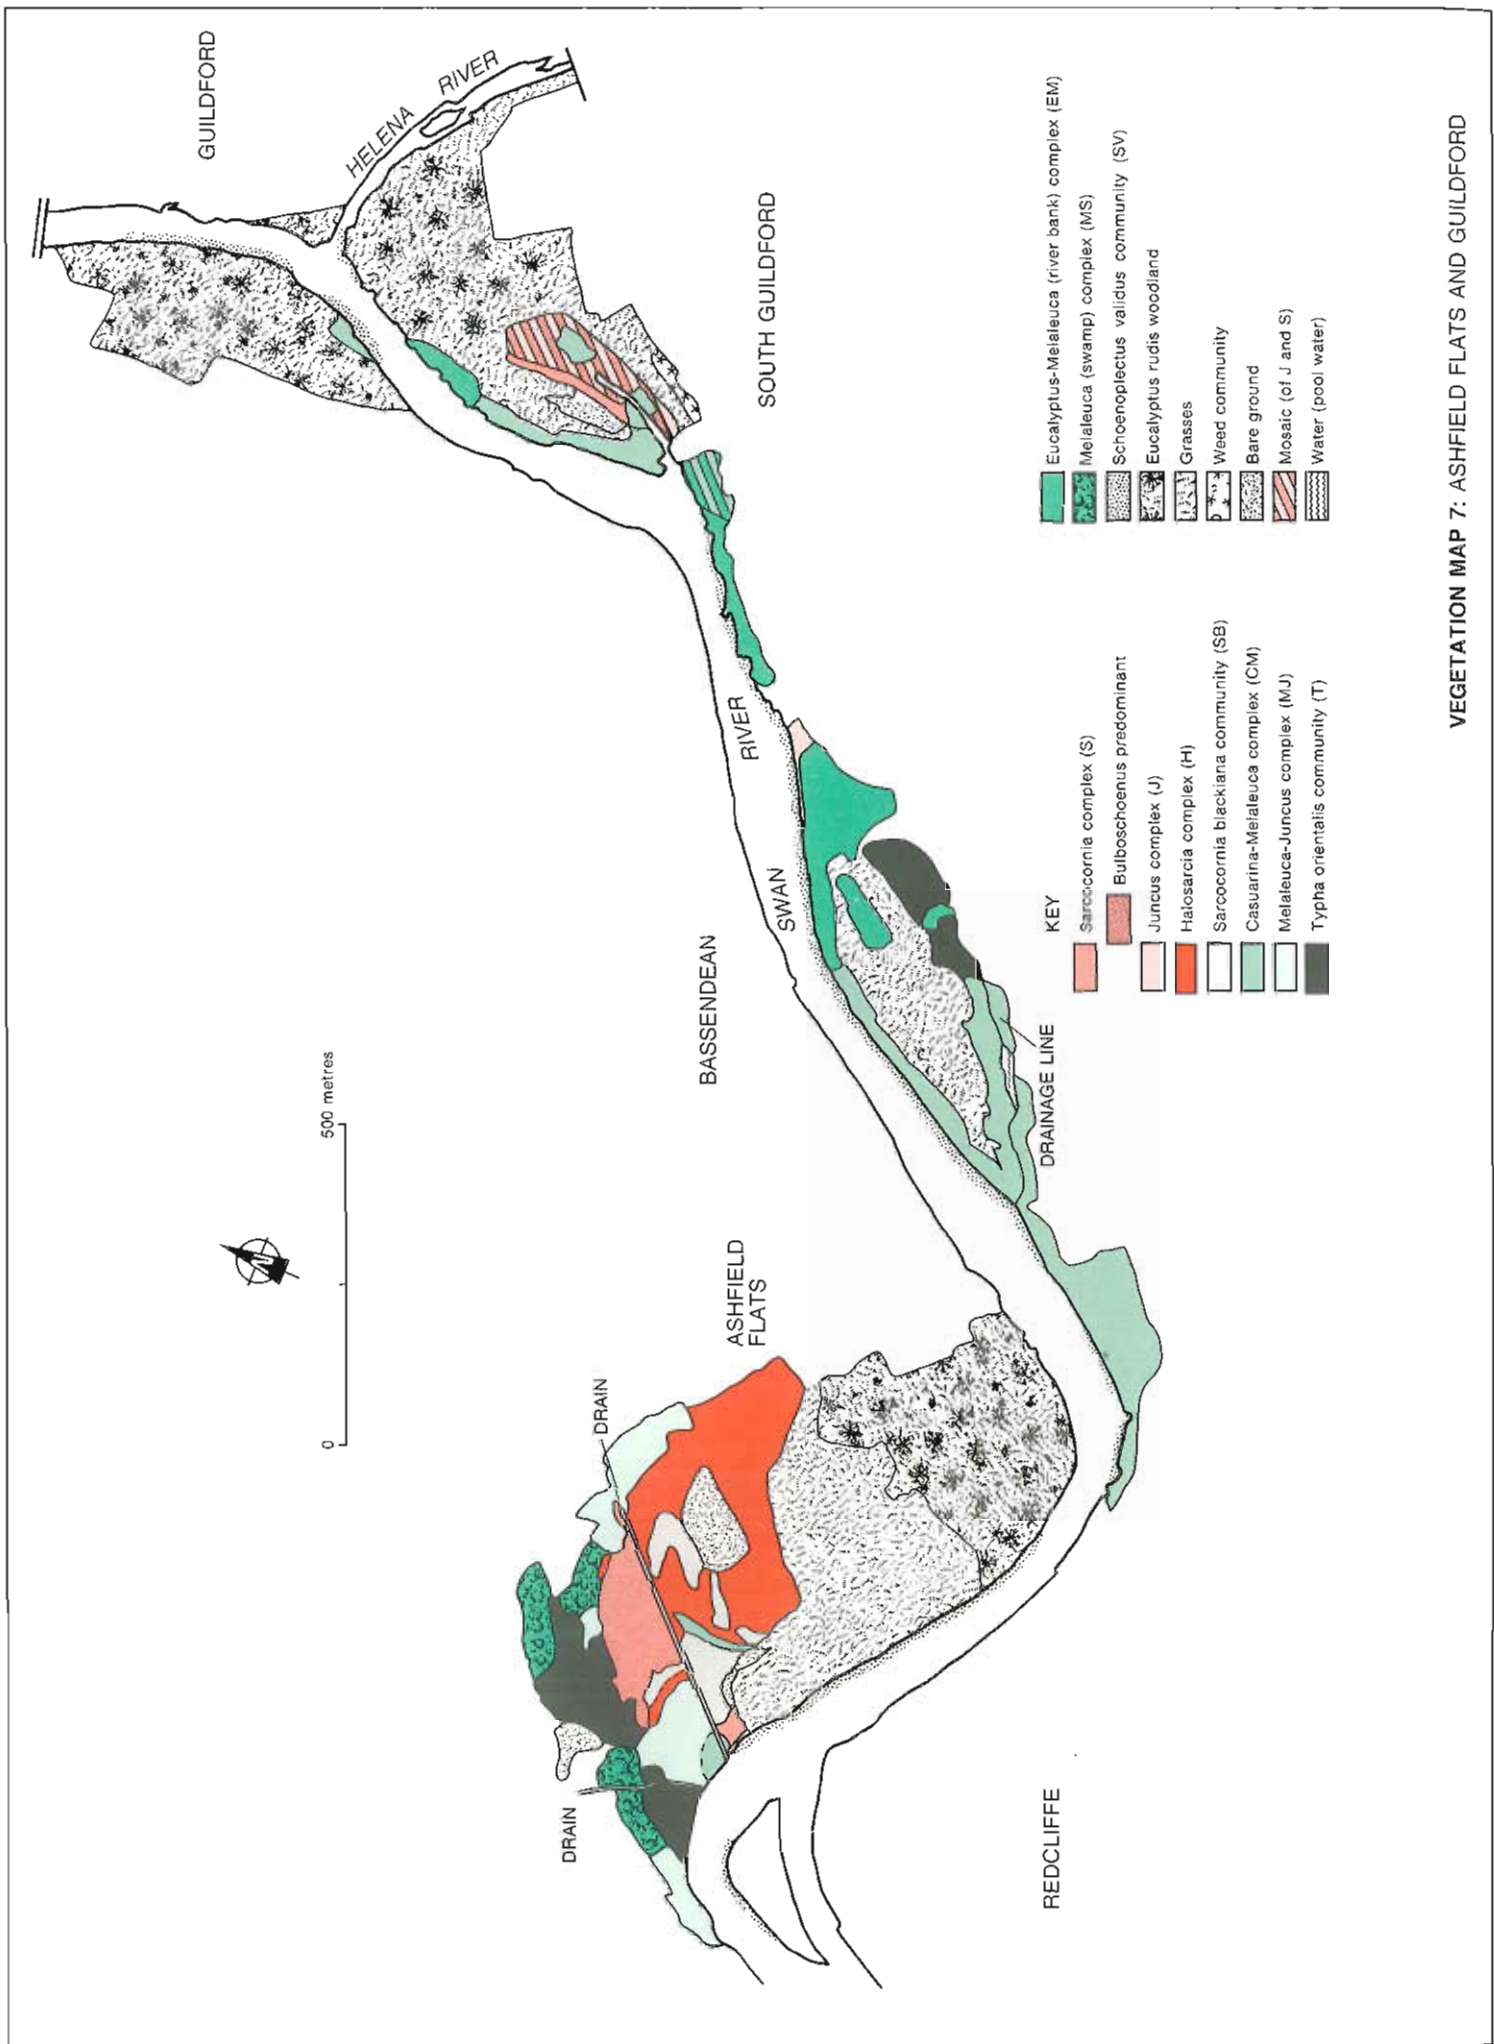 GUILDFORD
HELENA RIVER
SOUTH GUILDFORD
BASSENDEAN
SWAN RIVER
500 metres
0
N
ASHFIELD
FLATS
DRAIN
DRAIN
DRAINAGE LINE
REDCLIFFE
KEY
Sarcocornia complex (S)
Bulboschoenus predominant
Juncus complex (J)
Halosarcia complex (H)
Sarcocornia blackiana community (SB)
Casuarina-Melaleuca complex (CM)
Melaleuca-Juncus complex (MJ)
Typha orientalis community (T)
Eucalyptus-Melaleuca (river bank) complex (EM)
Melaleuca (swamp) complex (MS)
Schoenoplectus validus community (SV)
Eucalyptus rudis woodland
Grasses
Weed community
Bare ground
Mosaic (of J and S)
Water (pool water)
VEGETATION MAP 7: ASHFIELD FLATS AND GUILDFORD